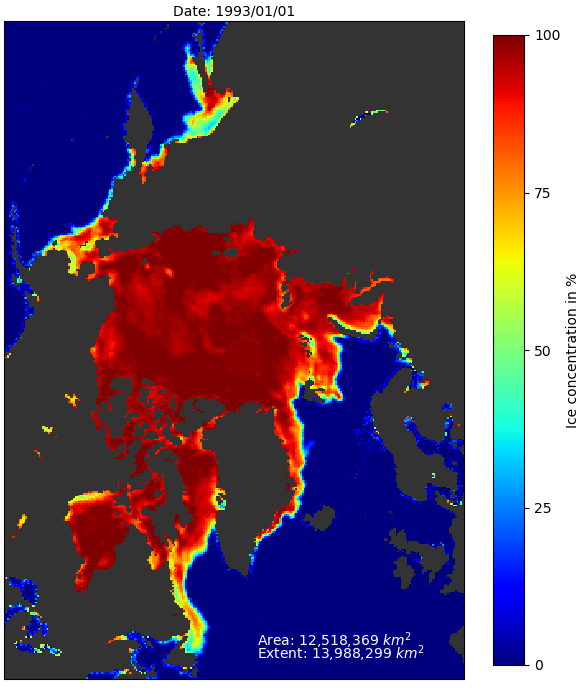 Date: 1993/01/01
100
75
50
25
0
Ice concentration in %
Area: 12,518,369 km²
Extent: 13,988,299 km²